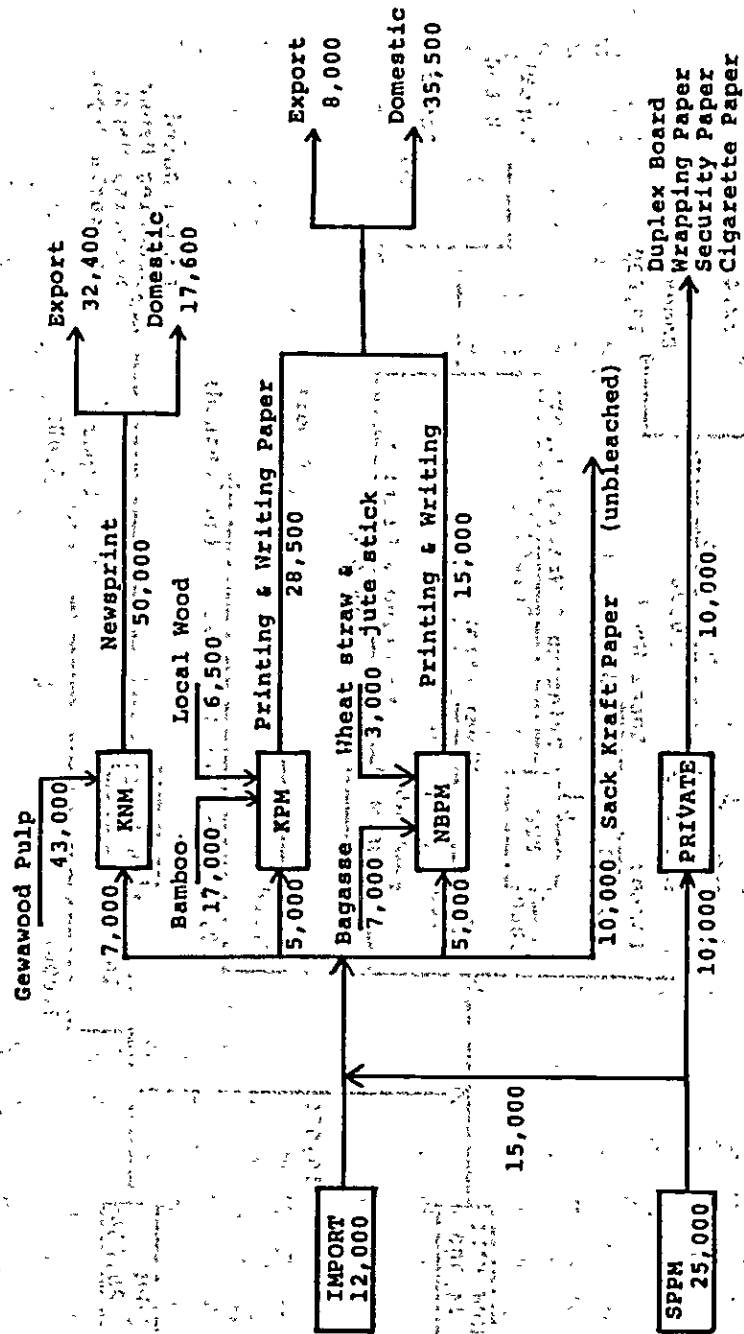 Export
32,400
Domestic
17,600
Export
8,000
Domestic
35,500
Duplex Board
Wrapping Paper
Security Paper
Cigarette Paper
Newsprint
50,000
Printing & Writing Paper
28,500
Printing & Writing
15,000
10,000 Sack Kraft Paper (unbleached)
10,000
Gewawood Pulp
43,000
KNM
7,000
Local Wood
6,500
Bamboo
17,000
KPM
5,000
Wheat straw &
3,000 jute stick
Bagasse
7,000
NBPM
5,000
PRIVATE
10,000
15,000
IMPORT
12,000
SPPM
25,000